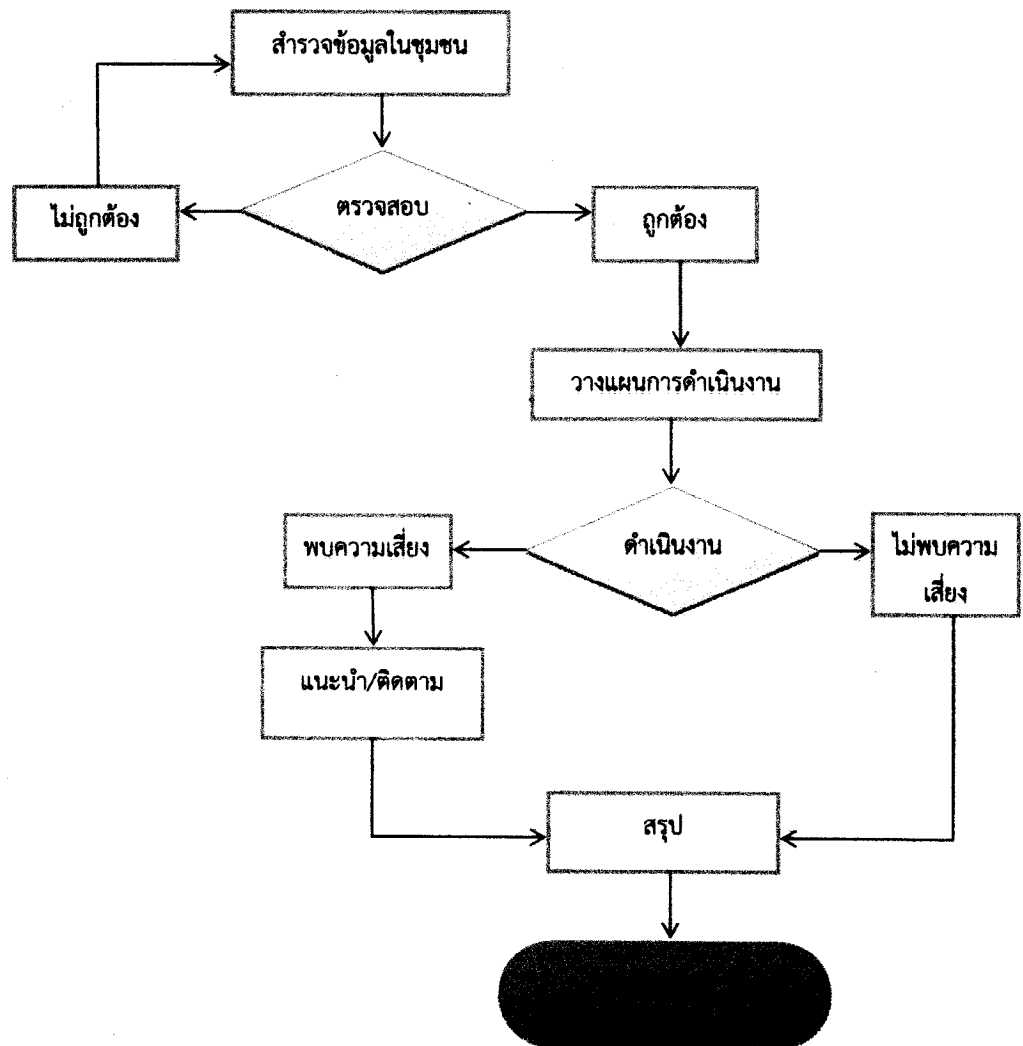 สำรวจข้อมูลในชุมชน
ตรวจสอบ
ไม่ถูกต้อง
ถูกต้อง
วางแผนการดำเนินงาน
ดำเนินงาน
พบความเสี่ยง
ไม่พบความ
เสี่ยง
แนะนำ/ติดตาม
สรุป